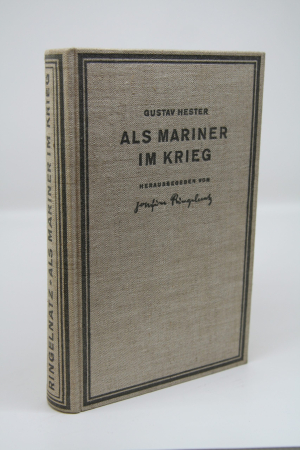 GUSTAV HESTER
ALS MARINER
IM KRIEG
HERAUSGEGEBEN VON
Joachim Ringelnatz
RINGELNATZ • ALS MARINER IM KRIEG